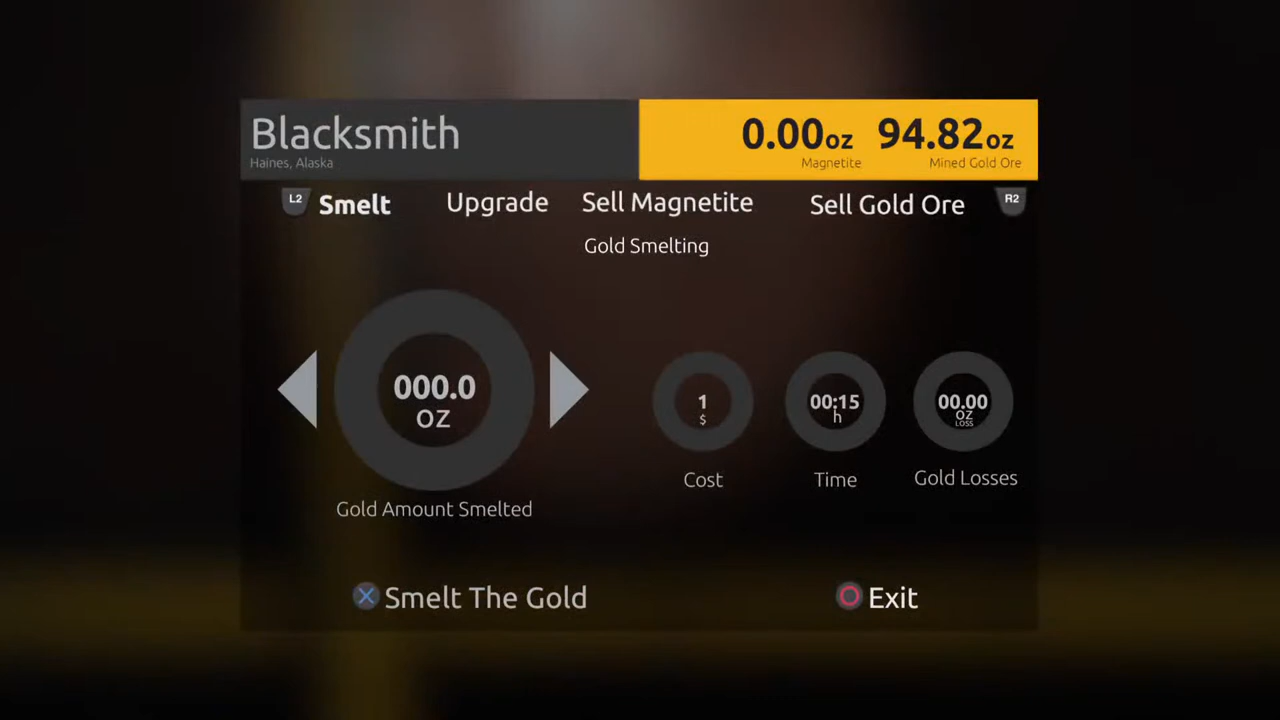 Blacksmith
Haines, Alaska
0.00oz 94.82oz
Magnetite Mined Gold Ore
L2 Smelt Upgrade Sell Magnetite Sell Gold Ore R2
Gold Smelting
000.0
OZ
1
$
00:15
h
00.00
OZ
LOSS
Cost Time Gold Losses
Gold Amount Smelted
Smelt The Gold Exit